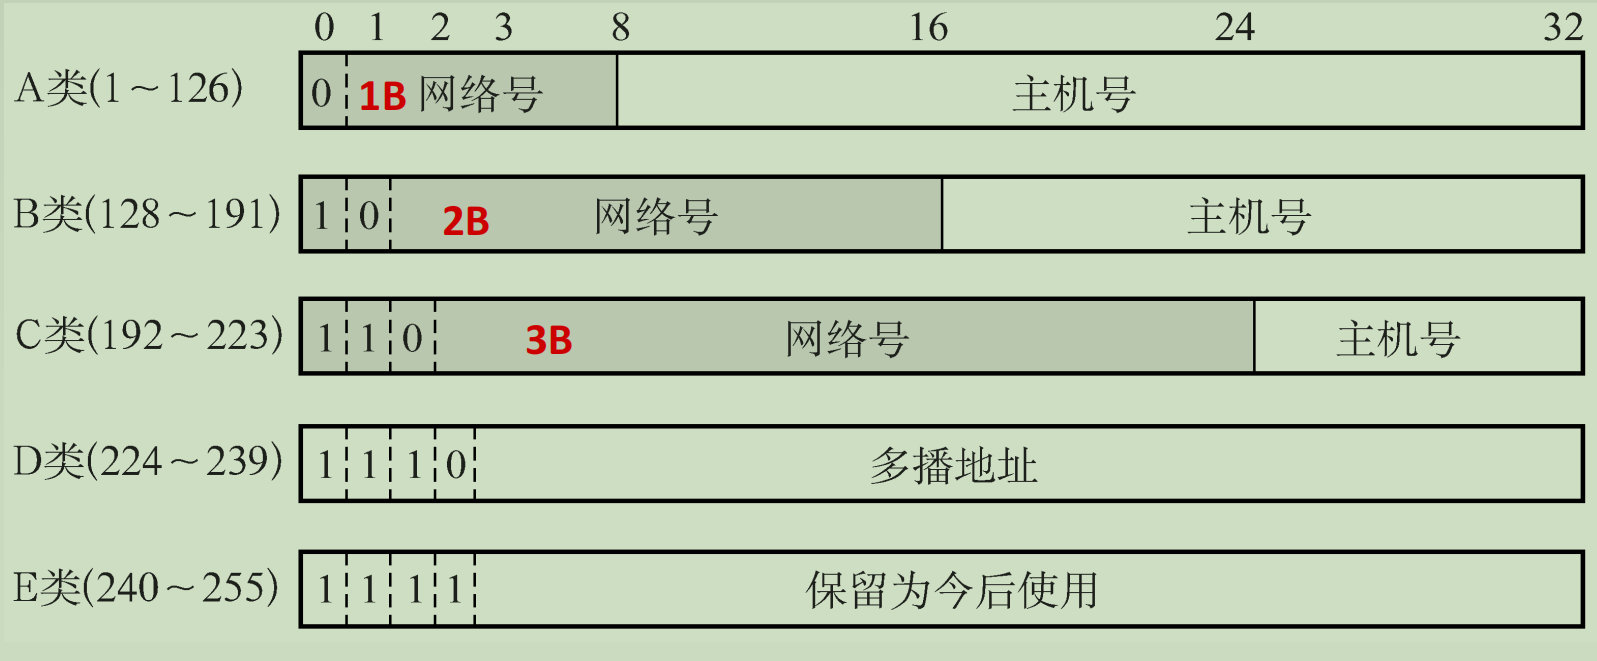 0 1 2 3 8 16 24 32
A类(1～126) 0 1B 网络号 主机号
B类(128～191) 1 0 2B 网络号 主机号
C类(192～223) 1 1 0 3B 网络号 主机号
D类(224～239) 1 1 1 0 多播地址
E类(240～255) 1 1 1 1 保留为今后使用